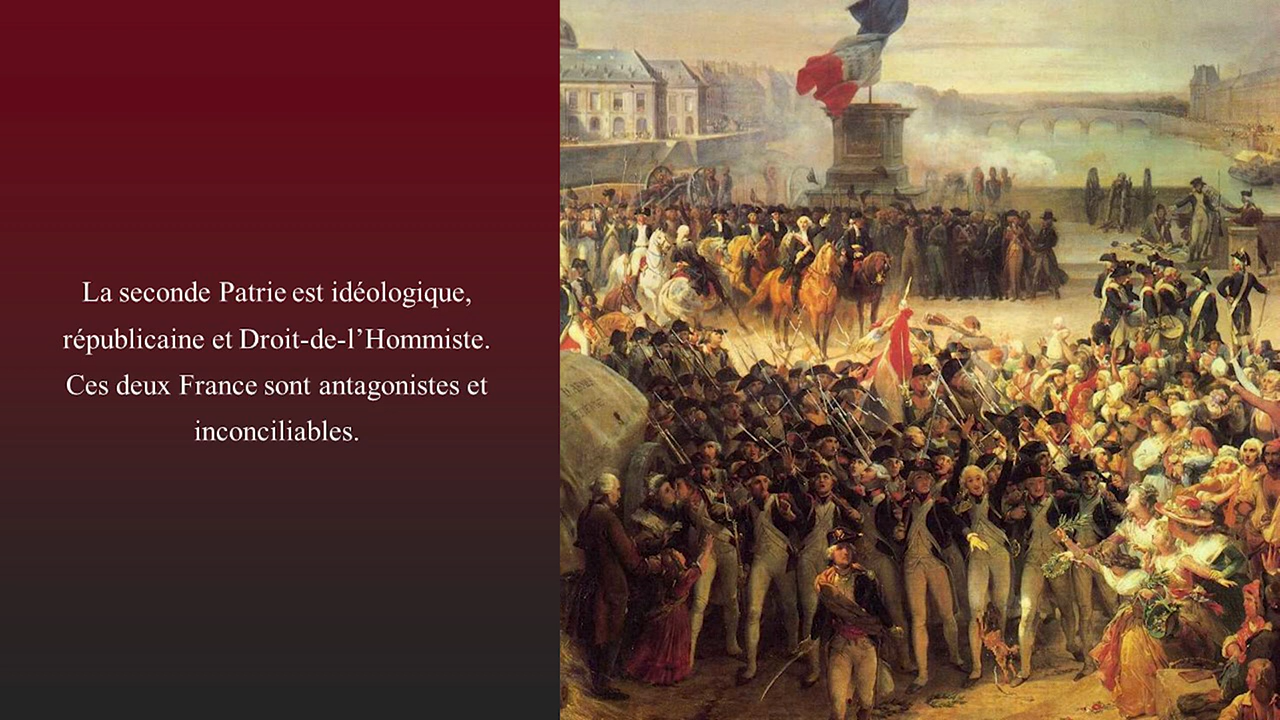 La seconde Patrie est idéologique,
républicaine et Droit-de-l’Hommiste.
Ces deux France sont antagonistes et
inconciliables.